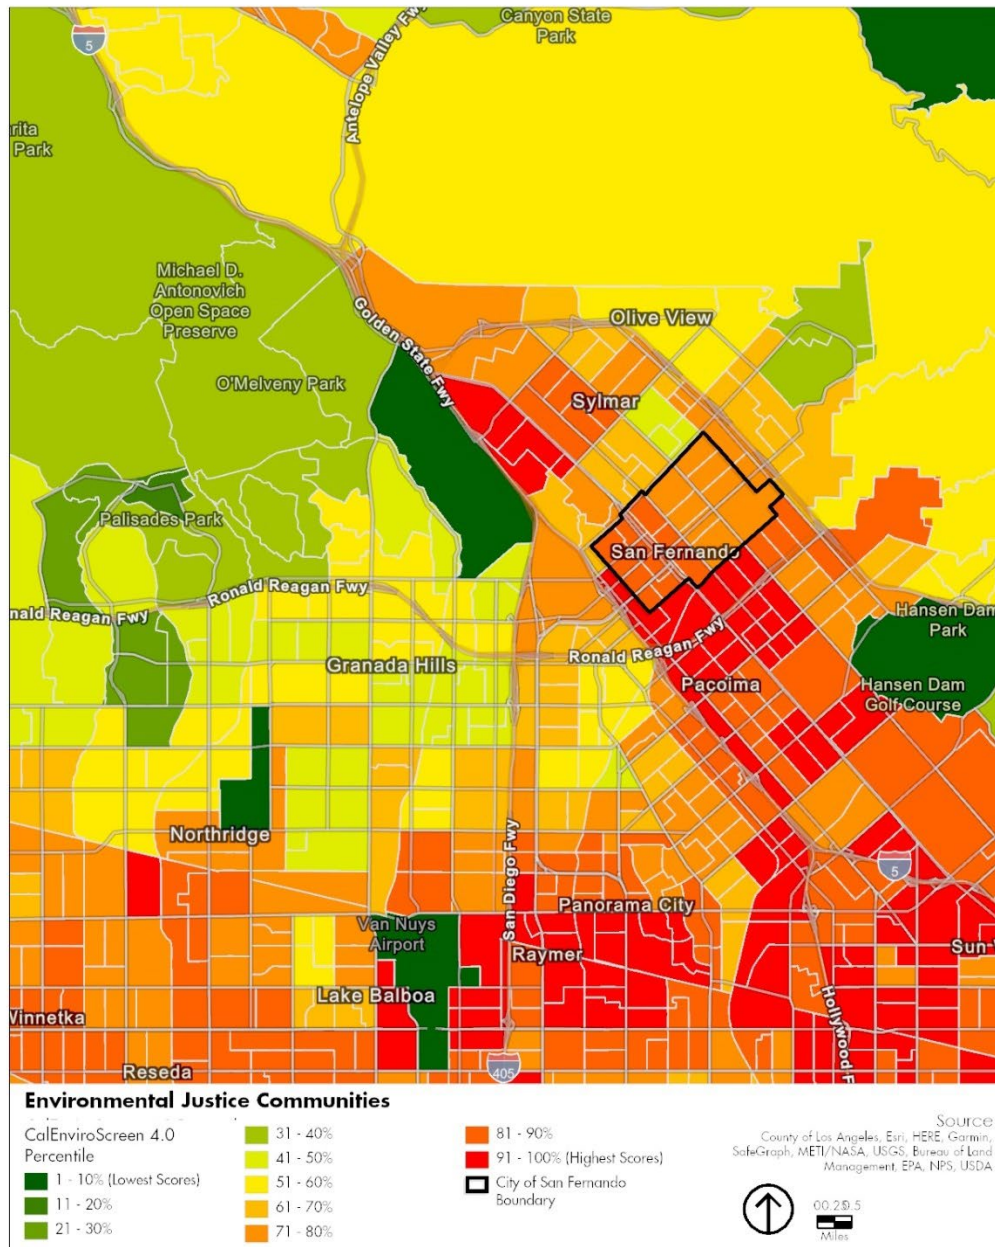 5
Antelope Valley Fwy
Canyon State
Park
rita
Park
Michael D.
Antonovich
Open Space
Preserve
Golden State Fwy
Olive View
O'Melveny Park
Sylmar
Palisades Park
San Fernando
nald Reagan Fwy
Ronald Reagan Fwy
Hansen Dam
Park
Granada Hills
Ronald Reagan Fwy
Pacoima
Hansen Dam
Golf Course
Northridge
San Diego Fwy
5
Panorama City
Van Nuys
Airport
Raymer
Sun
Lake Balboa
Winnetka
Hollywood F
Reseda
405
Environmental Justice Communities
CalEnviroScreen 4.0
Percentile
1 - 10% (Lowest Scores)
11 - 20%
21 - 30%
31 - 40%
41 - 50%
51 - 60%
61 - 70%
71 - 80%
81 - 90%
91 - 100% (Highest Scores)
City of San Fernando
Boundary
Source
County of Los Angeles, Esri, HERE, Garmin,
SafeGraph, METI/NASA, USGS, Bureau of Land
Management, EPA, NPS, USDA
Miles